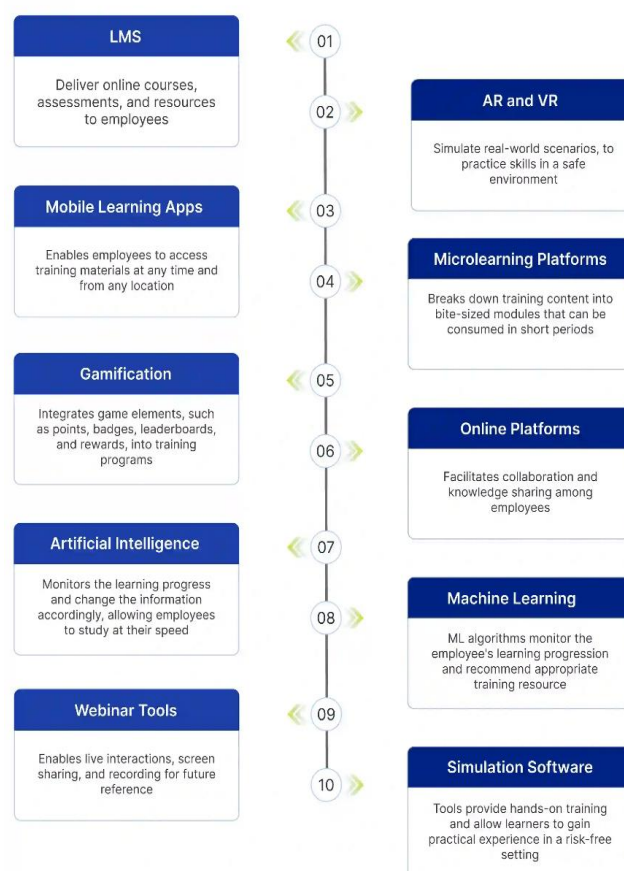 LMS
Deliver online courses,
assessments, and resources
to employees
01
02
AR and VR
Simulate real-world scenarios, to
practice skills in a safe
environment
Mobile Learning Apps
Enables employees to access
training materials at any time and
from any location
03
04
Microlearning Platforms
Breaks down training content into
bite-sized modules that can be
consumed in short periods
Gamification
Integrates game elements, such
as points, badges, leaderboards,
and rewards, into training
programs
05
06
Online Platforms
Facilitates collaboration and
knowledge sharing among
employees
Artificial Intelligence
Monitors the learning progress
and change the information
accordingly, allowing employees
to study at their speed
07
08
Machine Learning
ML algorithms monitor the
employee's learning progression
and recommend appropriate
training resource
Webinar Tools
Enables live interactions, screen
sharing, and recording for future
reference
09
10
Simulation Software
Tools provide hands-on training
and allow learners to gain
practical experience in a risk-free
setting